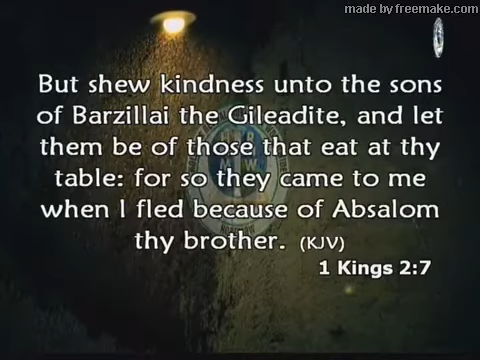 made by freemake.com
But shew kindness unto the sons
of Barzillai the Gileadite, and let
them be of those that eat at thy
table: for so they came to me
when I fled because of Absalom
thy brother. (KJV)
1 Kings 2:7